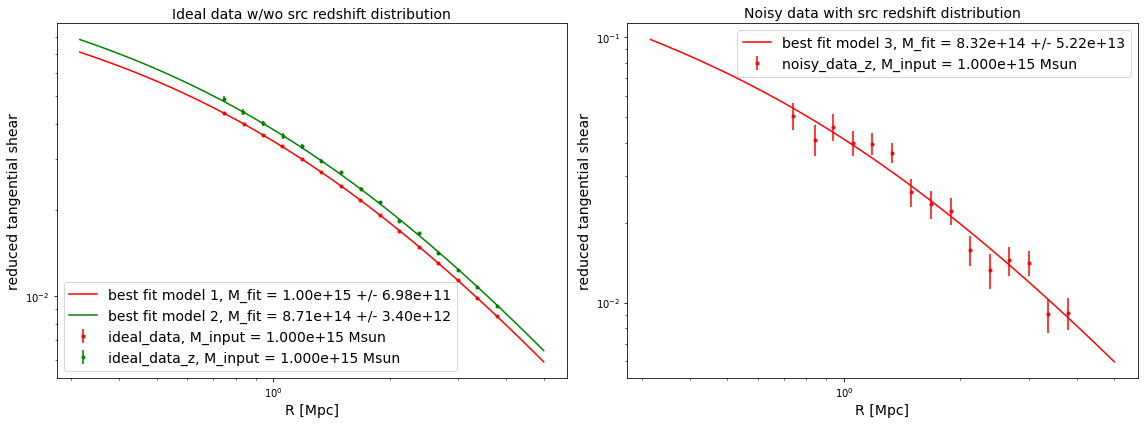 Ideal data w/wo src redshift distribution
reduced tangential shear
10⁻²
best fit model 1, M_fit = 1.00e+15 +/- 6.98e+11
best fit model 2, M_fit = 8.71e+14 +/- 3.40e+12
ideal_data, M_input = 1.000e+15 Msun
ideal_data_z, M_input = 1.000e+15 Msun
10⁰
R [Mpc]
Noisy data with src redshift distribution
reduced tangential shear
10⁻¹
10⁻²
best fit model 3, M_fit = 8.32e+14 +/- 5.22e+13
noisy_data_z, M_input = 1.000e+15 Msun
10⁰
R [Mpc]